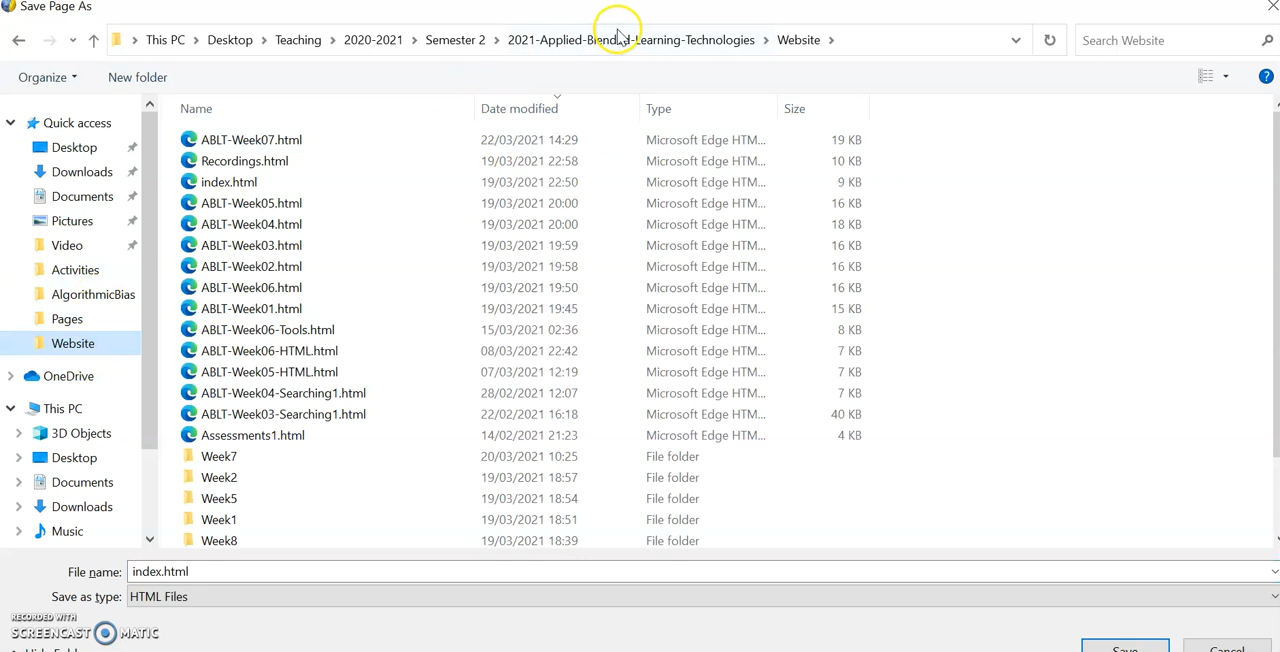 Save Page As
This PC > Desktop > Teaching > 2020-2021 > Semester 2 > 2021-Applied-Blended-Learning-Technologies > Website >
Search Website
Organize New folder
Name Date modified Type Size
Quick access
Desktop
Downloads
Documents
Pictures
Video
Activities
AlgorithmicBias
Pages
Website
OneDrive
This PC
3D Objects
Desktop
Documents
Downloads
Music
ABLT-Week07.html 22/03/2021 14:29 Microsoft Edge HTM... 19 KB
Recordings.html 19/03/2021 22:58 Microsoft Edge HTM... 10 KB
index.html 19/03/2021 22:50 Microsoft Edge HTM... 9 KB
ABLT-Week05.html 19/03/2021 20:00 Microsoft Edge HTM... 16 KB
ABLT-Week04.html 19/03/2021 20:00 Microsoft Edge HTM... 18 KB
ABLT-Week03.html 19/03/2021 19:59 Microsoft Edge HTM... 16 KB
ABLT-Week02.html 19/03/2021 19:58 Microsoft Edge HTM... 16 KB
ABLT-Week06.html 19/03/2021 19:50 Microsoft Edge HTM... 16 KB
ABLT-Week01.html 19/03/2021 19:45 Microsoft Edge HTM... 15 KB
ABLT-Week06-Tools.html 15/03/2021 02:36 Microsoft Edge HTM... 8 KB
ABLT-Week06-HTML.html 08/03/2021 22:42 Microsoft Edge HTM... 7 KB
ABLT-Week05-HTML.html 07/03/2021 12:19 Microsoft Edge HTM... 7 KB
ABLT-Week04-Searching1.html 28/02/2021 12:07 Microsoft Edge HTM... 7 KB
ABLT-Week03-Searching1.html 22/02/2021 16:18 Microsoft Edge HTM... 40 KB
Assessments1.html 14/02/2021 21:23 Microsoft Edge HTM... 4 KB
Week7 20/03/2021 10:25 File folder
Week2 19/03/2021 18:57 File folder
Week5 19/03/2021 18:54 File folder
Week1 19/03/2021 18:51 File folder
Week8 19/03/2021 18:39 File folder
File name: index.html
Save as type: HTML Files
RECORDED WITH
SCREENCAST MATIC
Save Cancel